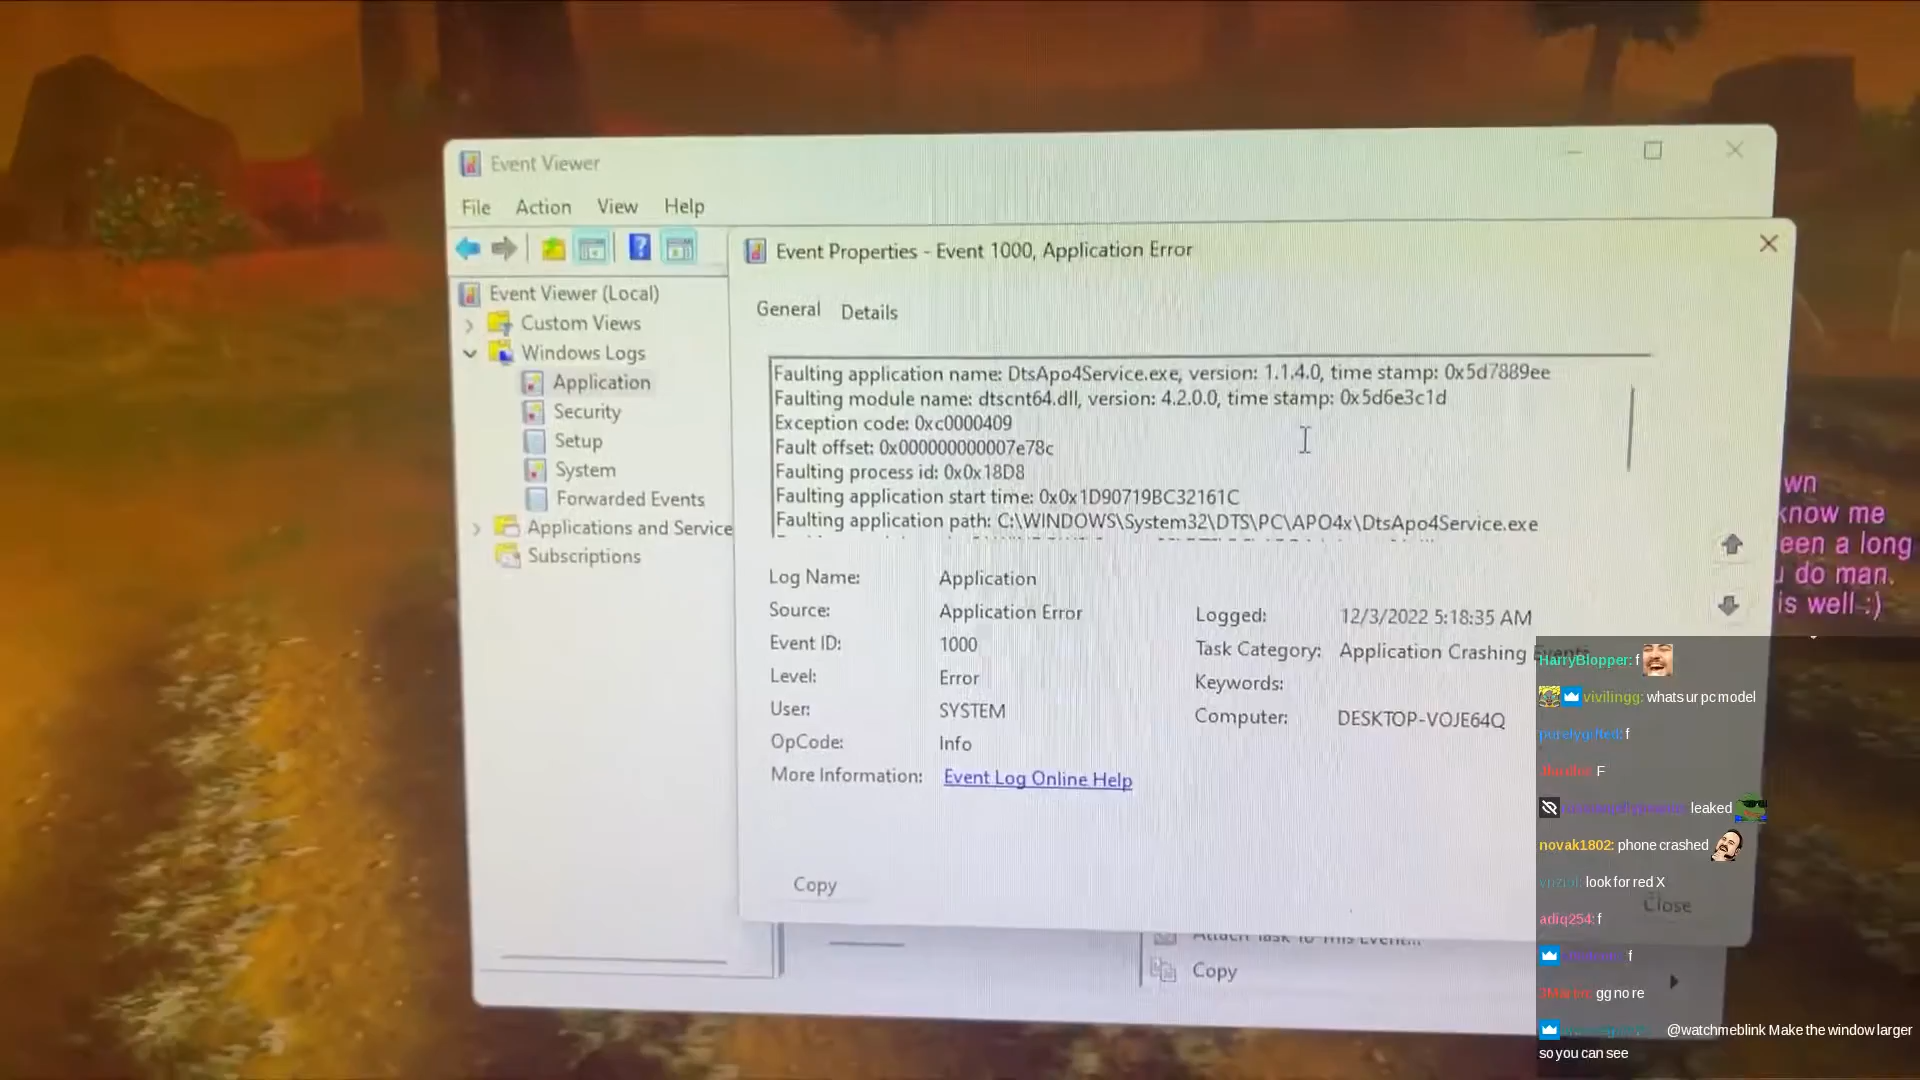 Event Viewer
File Action View Help
Event Viewer (Local)
Custom Views
Windows Logs
Application
Security
Setup
System
Forwarded Events
Applications and Service
Subscriptions
Event Properties - Event 1000, Application Error
General Details
Faulting application name: DtsApo4Service.exe, version: 1.1.4.0, time stamp: 0x5d7889ee
Faulting module name: dtscnt64.dll, version: 4.2.0.0, time stamp: 0x5d6e3c1d
Exception code: 0xc0000409
Fault offset: 0x000000000007e78c
Faulting process id: 0x0x18D8
Faulting application start time: 0x0x1D90719BC32161C
Faulting application path: C:\WINDOWS\System32\DTS\PC\APO4x\DtsApo4Service.exe
Log Name: Application
Source: Application Error
Logged: 12/3/2022 5:18:35 AM
Event ID: 1000
Task Category: Application Crashing Events
Level: Error
Keywords:
User: SYSTEM
Computer: DESKTOP-VOJE64Q
OpCode: Info
More Information: Event Log Online Help
Copy
Close
Attach Task To This Event...
Copy
wn
know me
een a long
u do man.
is well :)
HarryBlopper: f
vivilingg: whats ur pc model
purelygifted: f
F
leaked
novak1802: phone crashed
look for red X
adiq254: f
f
gg no re
@watchmeblink Make the window larger
so you can see